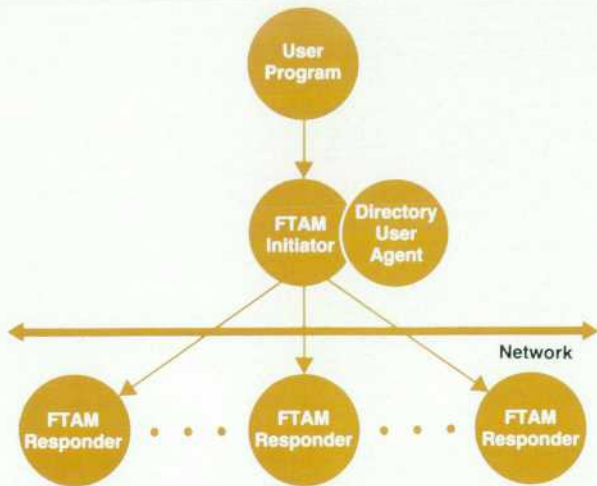 User
Program
FTAM
Initiator
Directory
User
Agent
Network
FTAM
Responder
FTAM
Responder
FTAM
Responder